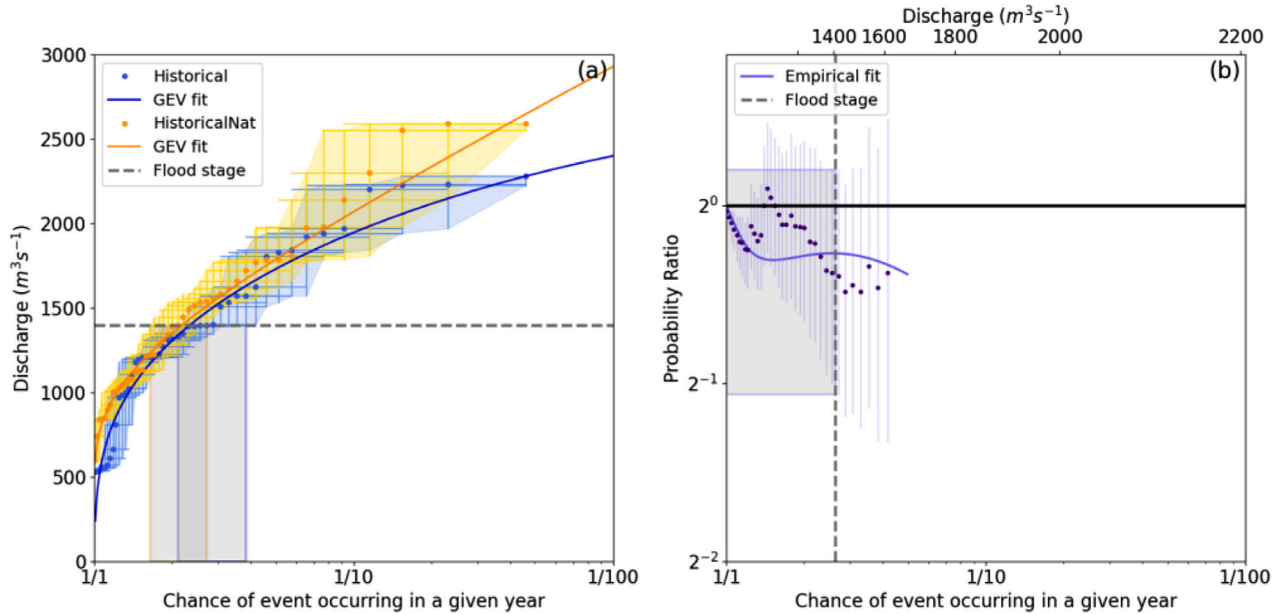 (a)
Historical
GEV fit
HistoricalNat
GEV fit
Flood stage
3000
2500
2000
1500
1000
500
0
Discharge (m³s⁻¹)
1/1 1/10 1/100
Chance of event occurring in a given year
Discharge (m³s⁻¹)
1400 1600 1800 2000 2200
(b)
Empirical fit
Flood stage
2⁰
2⁻¹
2⁻²
Probability Ratio
1/1 1/10 1/100
Chance of event occurring in a given year